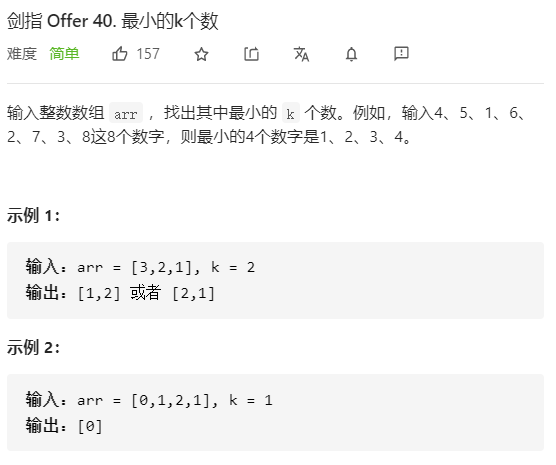 剑指 Offer 40. 最小的k个数
难度 简单 157
输入整数数组 arr ，找出其中最小的 k 个数。例如，输入4、5、1、6、
2、7、3、8这8个数字，则最小的4个数字是1、2、3、4。
示例 1：
输入：arr = [3,2,1], k = 2
输出：[1,2] 或者 [2,1]
示例 2：
输入：arr = [0,1,2,1], k = 1
输出：[0]